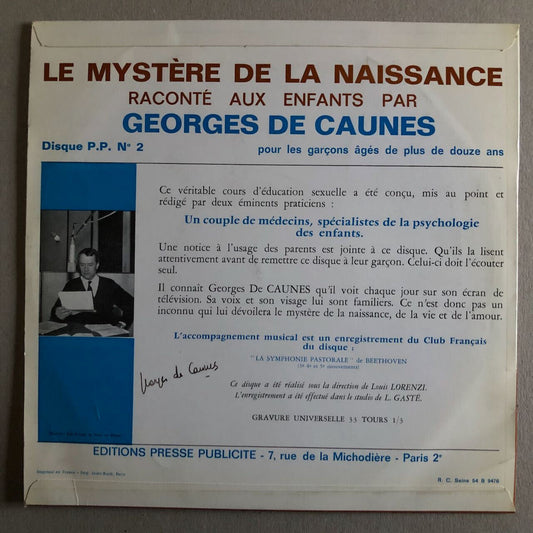 LE MYSTÈRE DE LA NAISSANCE
RACONTÉ AUX ENFANTS PAR
GEORGES DE CAUNES
Disque P.P. N° 2
pour les garçons âgés de plus de douze ans
Ce véritable cours d'éducation sexuelle a été conçu, mis au point et
rédigé par deux éminents praticiens :
Un couple de médecins, spécialistes de la psychologie
des enfants.
Une notice à l'usage des parents est jointe à ce disque. Qu'ils la lisent
attentivement avant de remettre ce disque à leur garçon. Celui-ci doit l'écouter
seul.
Il connait Georges De CAUNES qu'il voit chaque jour sur son écran de
télévision. Sa voix et son visage lui sont familiers. Ce n'est donc pas un
inconnu qui lui dévoilera le mystère de la naissance, de la vie et de l'amour.
L'accompagnement musical est un enregistrement du Club Français
du disque :
"LA SYMPHONIE PASTORALE" de BEETHOVEN
Georges de Caunes
Ce disque a été réalisé sous la direction de Louis LORENZI.
L'enregistrement a été effectué dans le studio de L. GASTÉ.
GRAVURE UNIVERSELLE 33 TOURS 1/3
EDITIONS PRESSE PUBLICITE - 7, rue de la Michodière - Paris 2e
R. C. Seine 54 B 9476